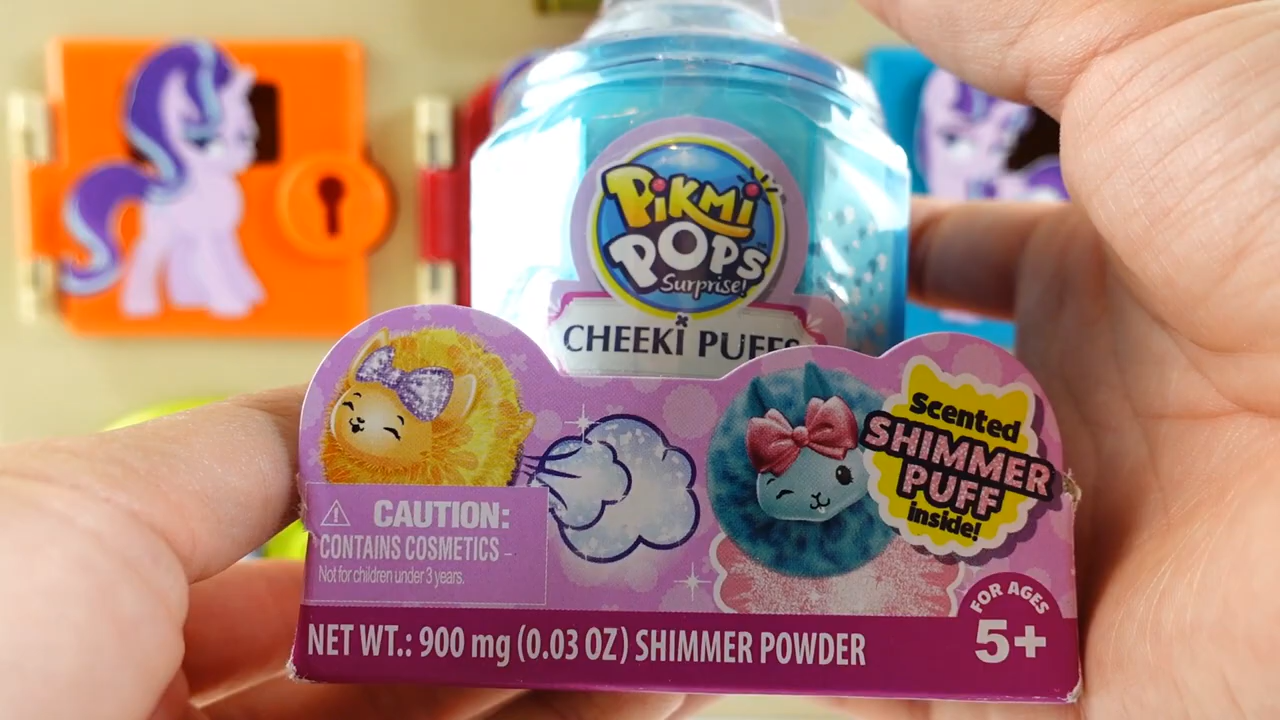 PiKMi
POPS
Surprise!
CHEEKI PUFFS
Scented
SHIMMER
PUFF
inside!
CAUTION:
CONTAINS COSMETICS -
Not for children under 3 years.
FOR AGES
5+
NET WT.: 900 mg (0.03 OZ) SHIMMER POWDER